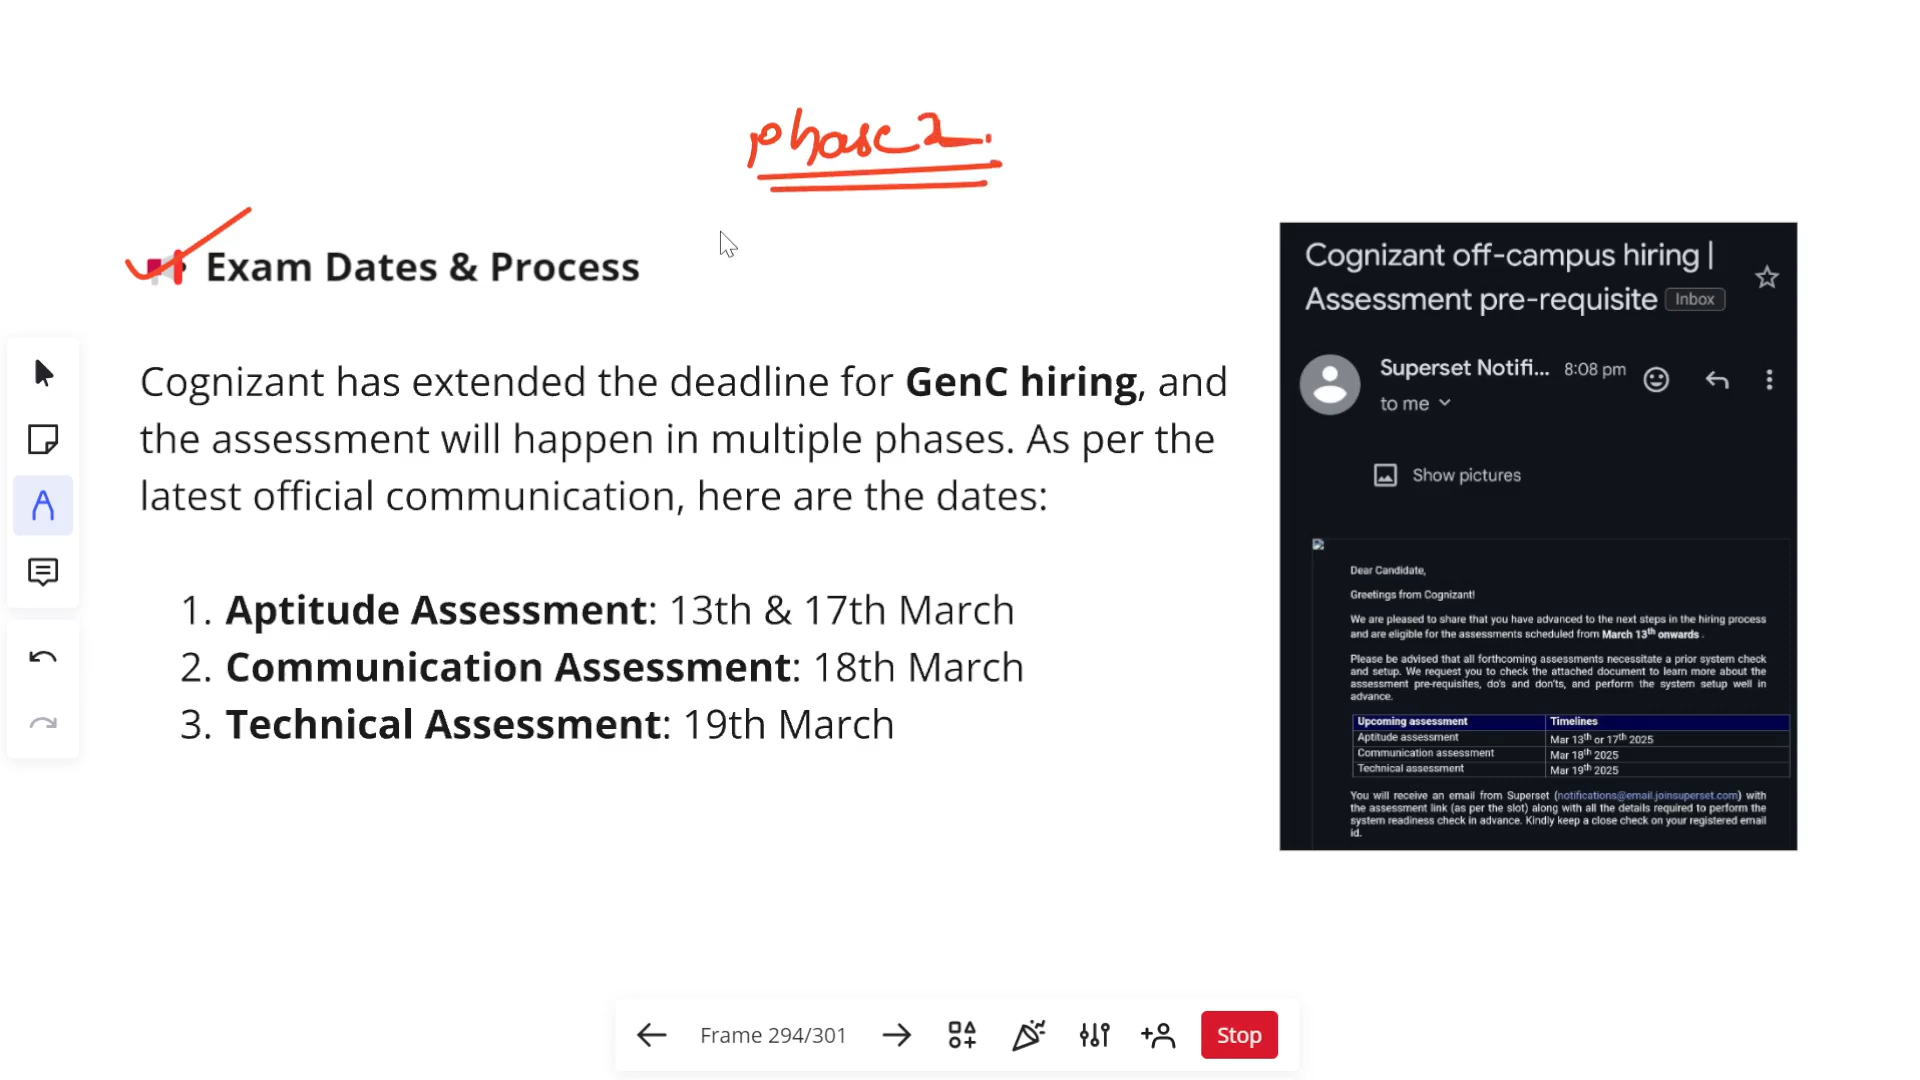 phase 2.
Exam Dates & Process
Cognizant has extended the deadline for GenC hiring, and
the assessment will happen in multiple phases. As per the
latest official communication, here are the dates:
1. Aptitude Assessment: 13th & 17th March
2. Communication Assessment: 18th March
3. Technical Assessment: 19th March
Cognizant off-campus hiring |
Assessment pre-requisite Inbox
Superset Notifi... 8:08 pm
to me
Show pictures
Dear Candidate,
Greetings from Cognizant!
We are pleased to share that you have advanced to the next steps in the hiring process
and are eligible for the assessments scheduled from March 13th onwards .
Please be advised that all forthcoming assessments necessitate a prior system check
and setup. We request you to check the attached document to learn more about the
assessment pre-requisites, do's and don'ts, and perform the system setup well in
advance.
Upcoming assessment Timelines
Aptitude assessment Mar 13th or 17th 2025
Communication assessment Mar 18th 2025
Technical assessment Mar 19th 2025
You will receive an email from Superset (notifications@email.joinsuperset.com) with
the assessment link (as per the slot) along with all the details required to perform the
system readiness check in advance. Kindly keep a close check on your registered email
id.
Frame 294/301
Stop